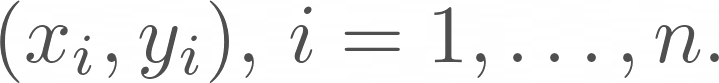 (x_i, y_i), i = 1, . . . , n.